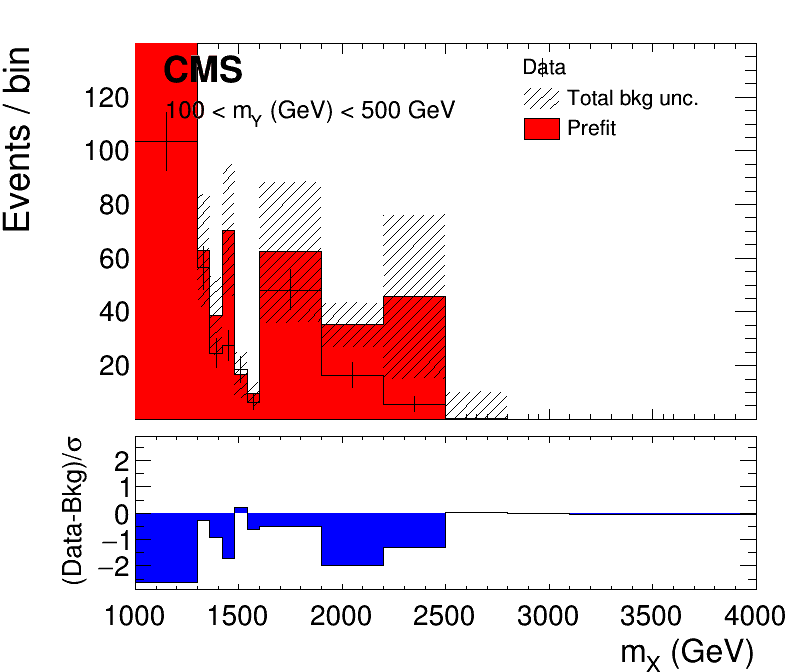 Events / bin
CMS
100 < mY (GeV) < 500 GeV
Data
Total bkg unc.
Prefit
120
100
80
60
40
20
(Data-Bkg)/σ
2
1
0
−1
−2
1000 1500 2000 2500 3000 3500 4000
mX (GeV)